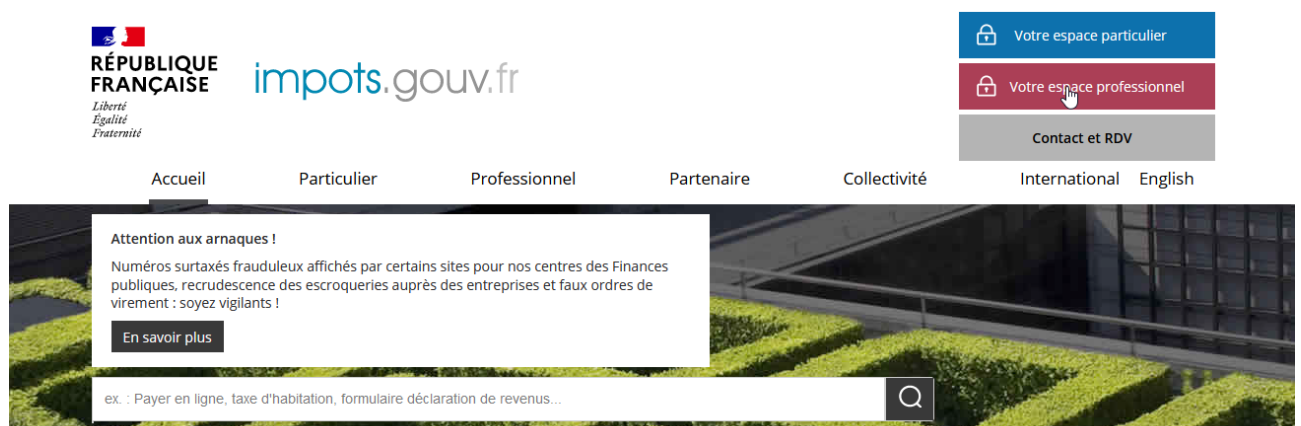 RÉPUBLIQUE
FRANÇAISE
Liberté
Égalité
Fraternité
impots.gouv.fr
Votre espace particulier
Votre espace professionnel
Contact et RDV
Accueil Particulier Professionnel Partenaire Collectivité International English
Attention aux arnaques !
Numéros surtaxés frauduleux affichés par certains sites pour nos centres des Finances
publiques, recrudescence des escroqueries auprès des entreprises et faux ordres de
virement : soyez vigilants !
En savoir plus
ex. : Payer en ligne, taxe d'habitation, formulaire déclaration de revenus...